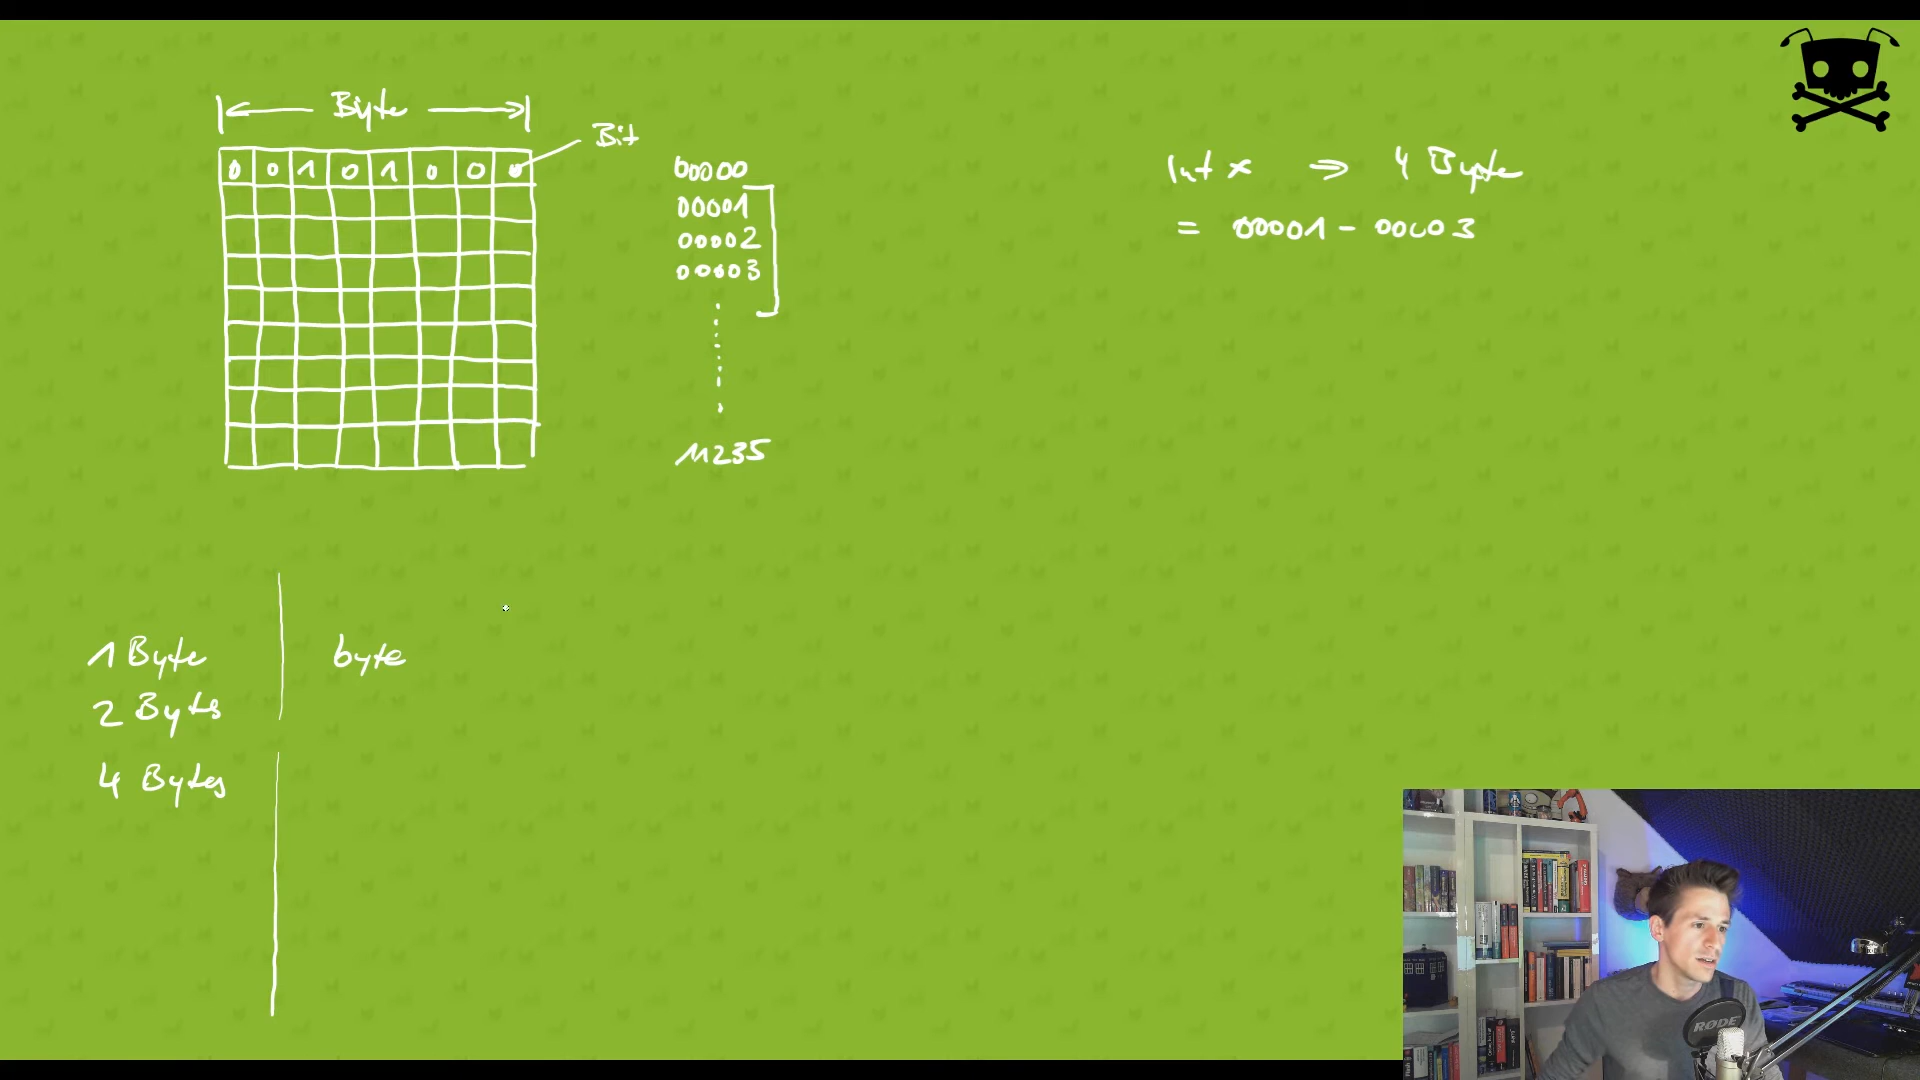 Byte
Bit
0 0 1 0 1 0 0 0
00000
00001
00002
00003
11235
Int x ⇒ 4 Byte
= 00001 - 00003
1 Byte | byte
2 Bytes
4 Bytes
RØDE